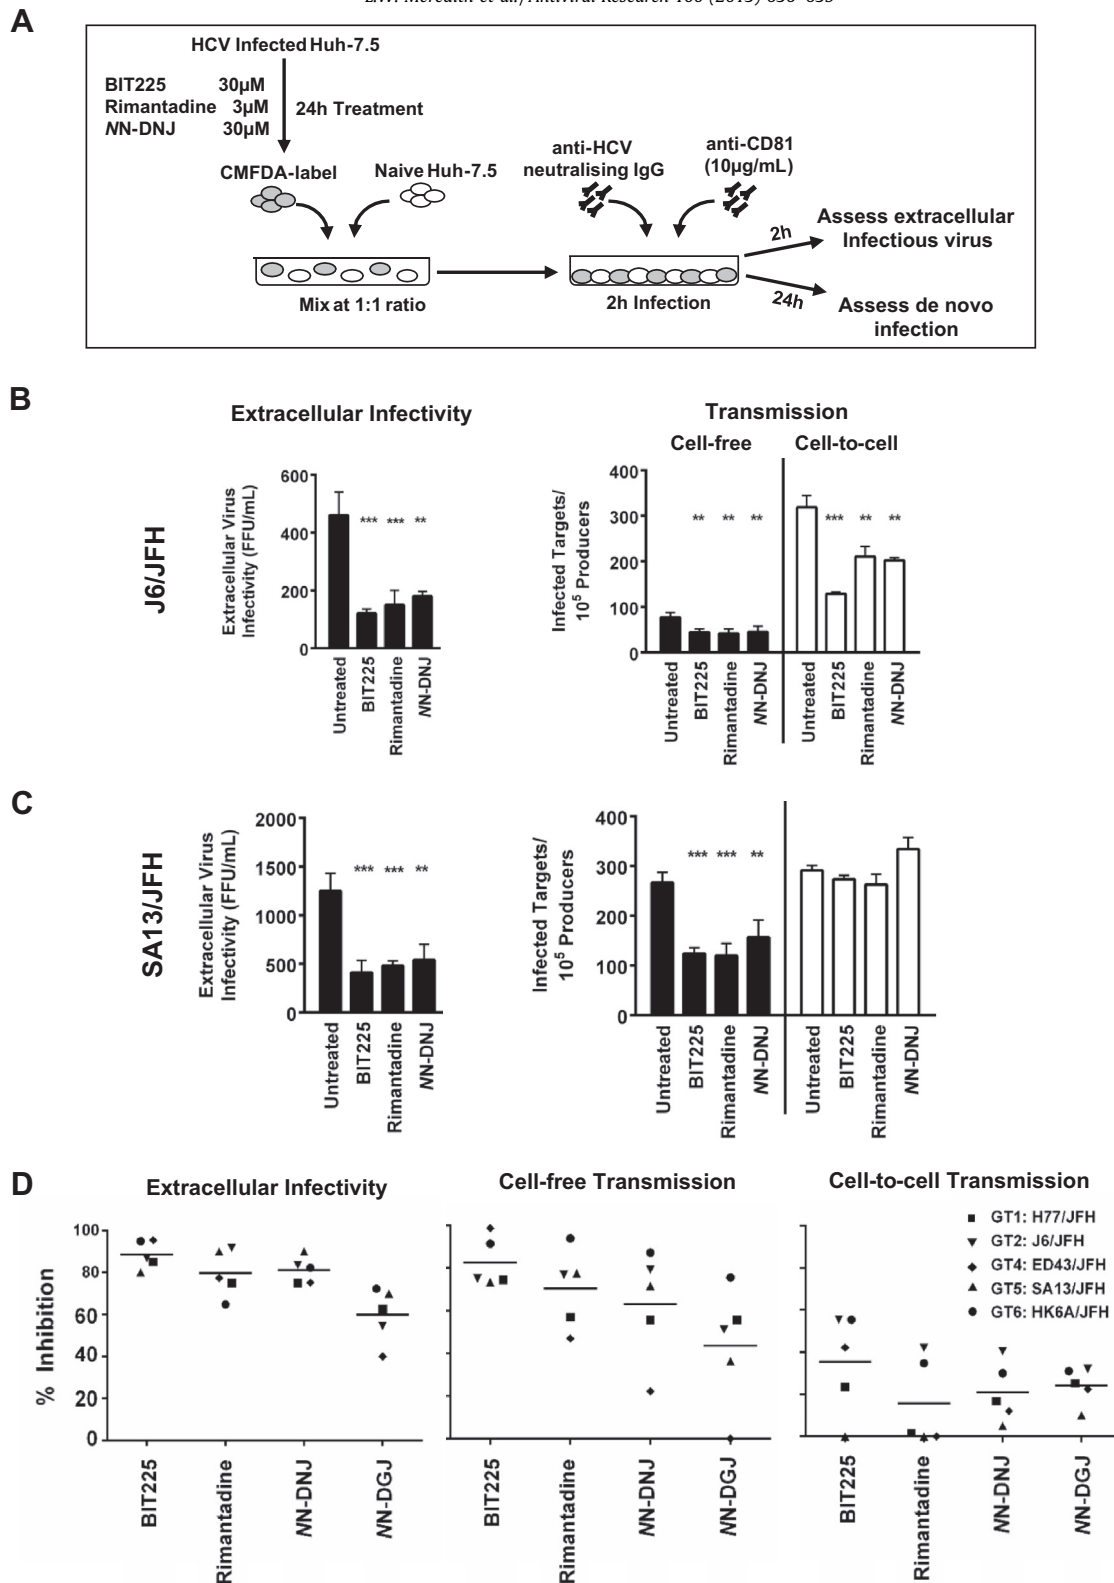 A
HCV Infected Huh-7.5
BIT225 30µM
Rimantadine 3µM
NN-DNJ 30µM
24h Treatment
CMFDA-label
Naive Huh-7.5
Mix at 1:1 ratio
anti-HCV
neutralising IgG
anti-CD81
(10µg/mL)
2h Infection
2h
24h
Assess extracellular
Infectious virus
Assess de novo
infection
B
J6/JFH
Extracellular Infectivity
Extracellular Virus
Infectivity (FFU/mL)
600
400
200
0
*** *** **
Untreated
BIT225
Rimantadine
NN-DNJ
Transmission
Cell-free
Cell-to-cell
Infected Targets/
10⁵ Producers
400
300
200
100
0
** ** **
*** ** **
Untreated
BIT225
Rimantadine
NN-DNJ
Untreated
BIT225
Rimantadine
NN-DNJ
C
SA13/JFH
Extracellular Virus
Infectivity (FFU/mL)
2000
1500
1000
500
0
*** *** **
Untreated
BIT225
Rimantadine
NN-DNJ
Infected Targets/
10⁵ Producers
400
300
200
100
0
*** *** **
Untreated
BIT225
Rimantadine
NN-DNJ
Untreated
BIT225
Rimantadine
NN-DNJ
D
Extracellular Infectivity
% Inhibition
100
80
60
40
20
0
BIT225
Rimantadine
NN-DNJ
NN-DGJ
Cell-free Transmission
BIT225
Rimantadine
NN-DNJ
NN-DGJ
Cell-to-cell Transmission
GT1: H77/JFH
GT2: J6/JFH
GT4: ED43/JFH
GT5: SA13/JFH
GT6: HK6A/JFH
BIT225
Rimantadine
NN-DNJ
NN-DGJ